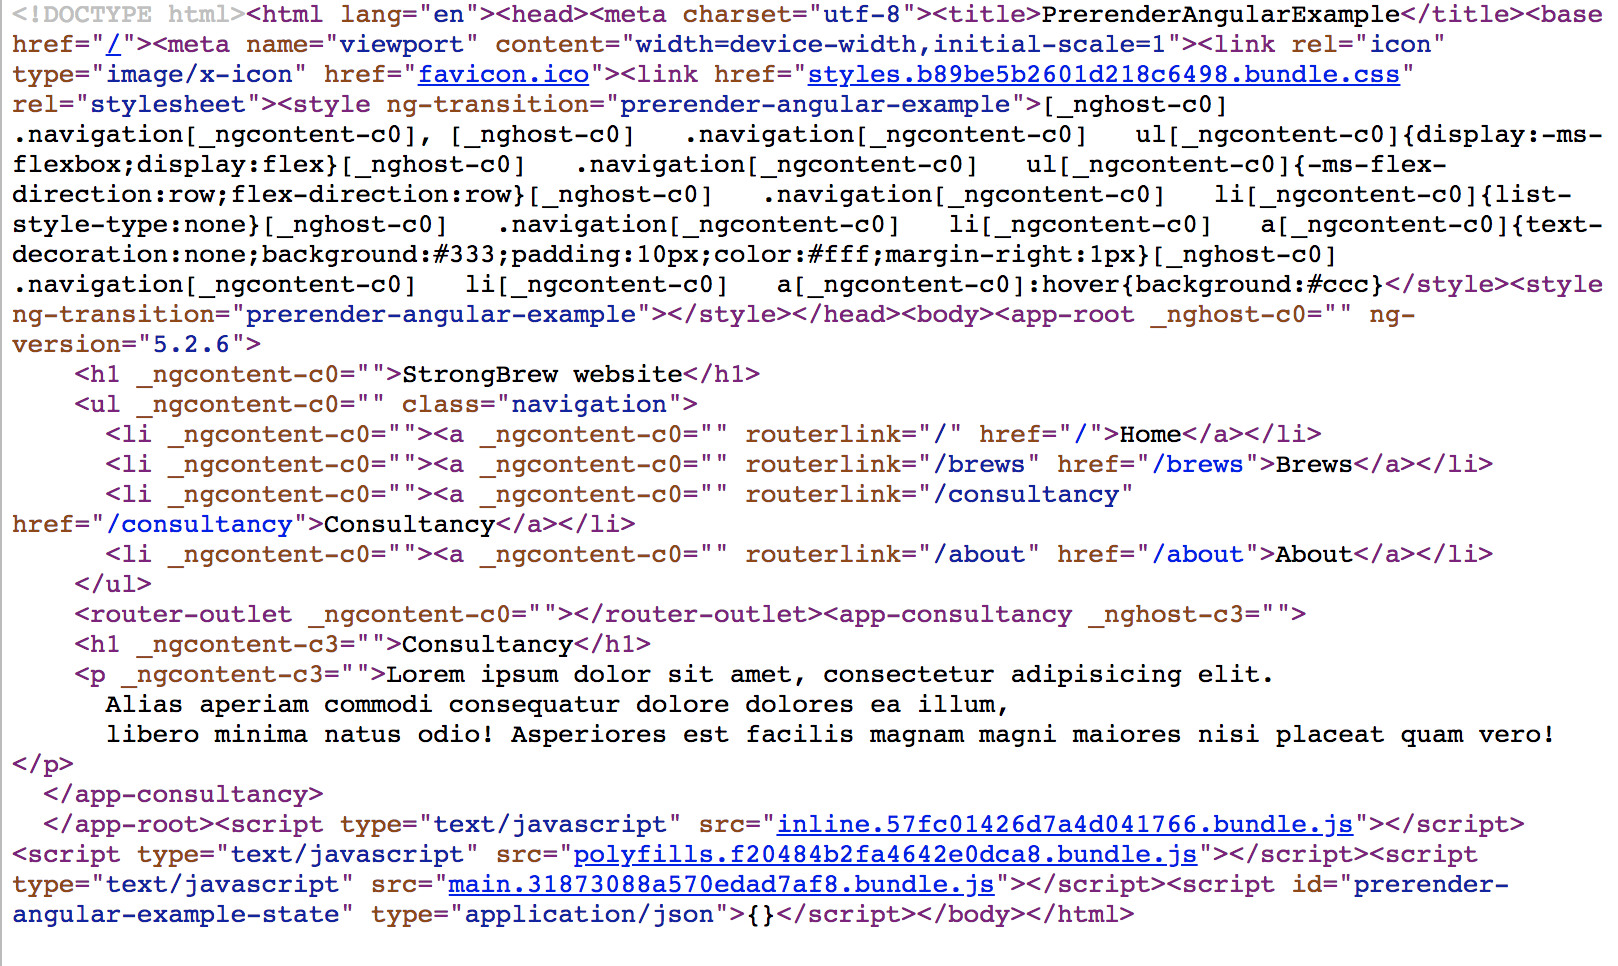 <!DOCTYPE html><html lang="en"><head><meta charset="utf-8"><title>PrerenderAngularExample</title><base
href="/"><meta name="viewport" content="width=device-width,initial-scale=1"><link rel="icon"
type="image/x-icon" href="favicon.ico"><link href="styles.b89be5b2601d218c6498.bundle.css"
rel="stylesheet"><style ng-transition="prerender-angular-example">[_nghost-c0]
.navigation[_ngcontent-c0], [_nghost-c0]   .navigation[_ngcontent-c0]   ul[_ngcontent-c0]{display:-ms-
flexbox;display:flex}[_nghost-c0]   .navigation[_ngcontent-c0]   ul[_ngcontent-c0]{-ms-flex-
direction:row;flex-direction:row}[_nghost-c0]   .navigation[_ngcontent-c0]   li[_ngcontent-c0]{list-
style-type:none}[_nghost-c0]   .navigation[_ngcontent-c0]   li[_ngcontent-c0]   a[_ngcontent-c0]{text-
decoration:none;background:#333;padding:10px;color:#fff;margin-right:1px}[_nghost-c0]
.navigation[_ngcontent-c0]   li[_ngcontent-c0]   a[_ngcontent-c0]:hover{background:#ccc}</style><style
ng-transition="prerender-angular-example"></style></head><body><app-root _nghost-c0="" ng-
version="5.2.6">
    <h1 _ngcontent-c0="">StrongBrew website</h1>
    <ul _ngcontent-c0="" class="navigation">
      <li _ngcontent-c0=""><a _ngcontent-c0="" routerlink="/" href="/">Home</a></li>
      <li _ngcontent-c0=""><a _ngcontent-c0="" routerlink="/brews" href="/brews">Brews</a></li>
      <li _ngcontent-c0=""><a _ngcontent-c0="" routerlink="/consultancy"
href="/consultancy">Consultancy</a></li>
      <li _ngcontent-c0=""><a _ngcontent-c0="" routerlink="/about" href="/about">About</a></li>
    </ul>
    <router-outlet _ngcontent-c0=""></router-outlet><app-consultancy _nghost-c3="">
    <h1 _ngcontent-c3="">Consultancy</h1>
    <p _ngcontent-c3="">Lorem ipsum dolor sit amet, consectetur adipisicing elit.
      Alias aperiam commodi consequatur dolore dolores ea illum,
      libero minima natus odio! Asperiores est facilis magnam magni maiores nisi placeat quam vero!
</p>
  </app-consultancy>
  </app-root><script type="text/javascript" src="inline.57fc01426d7a4d041766.bundle.js"></script>
<script type="text/javascript" src="polyfills.f20484b2fa4642e0dca8.bundle.js"></script><script
type="text/javascript" src="main.31873088a570edad7af8.bundle.js"></script><script id="prerender-
angular-example-state" type="application/json">{}</script></body></html>